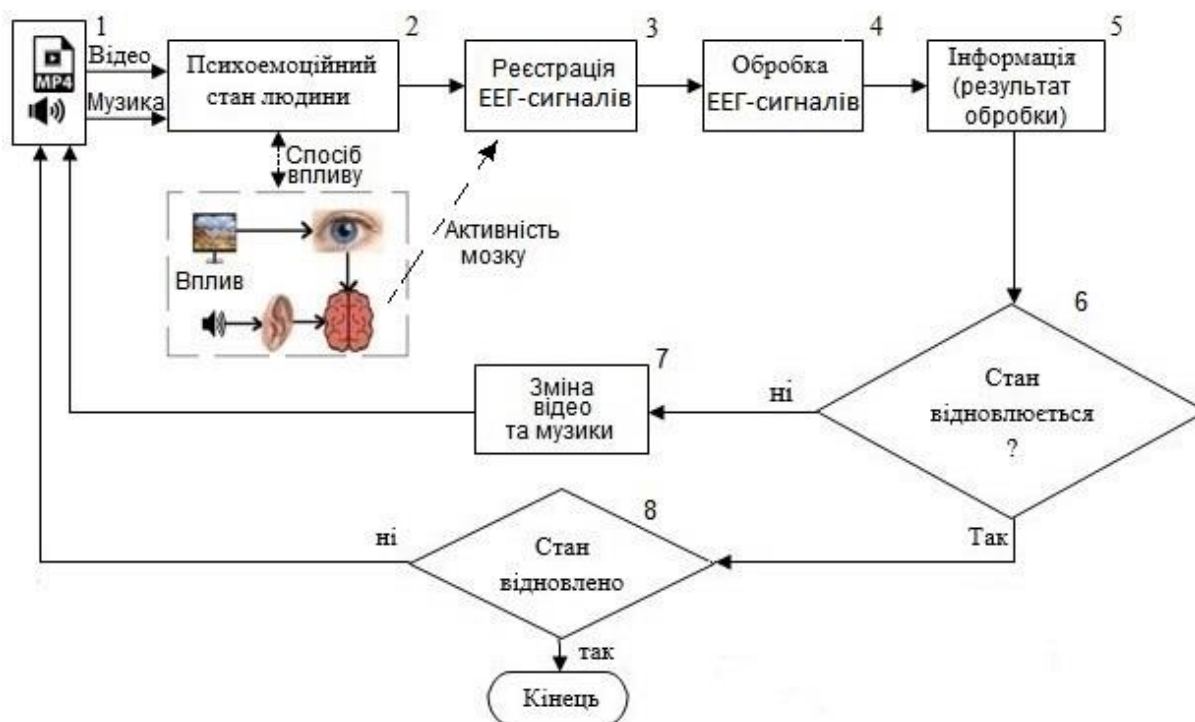 1
MP4
Відео
Музика
2
Психоемоційний
стан людини
3
Реєстрація
ЕЕГ-сигналів
4
Обробка
ЕЕГ-сигналів
5
Інформація
(результат
обробки)
Спосіб
впливу
Вплив
Активність
мозку
6
Стан
відновлюється
?
ні
7
Зміна
відео
та музики
Так
8
Стан
відновлено
ні
так
Кінець